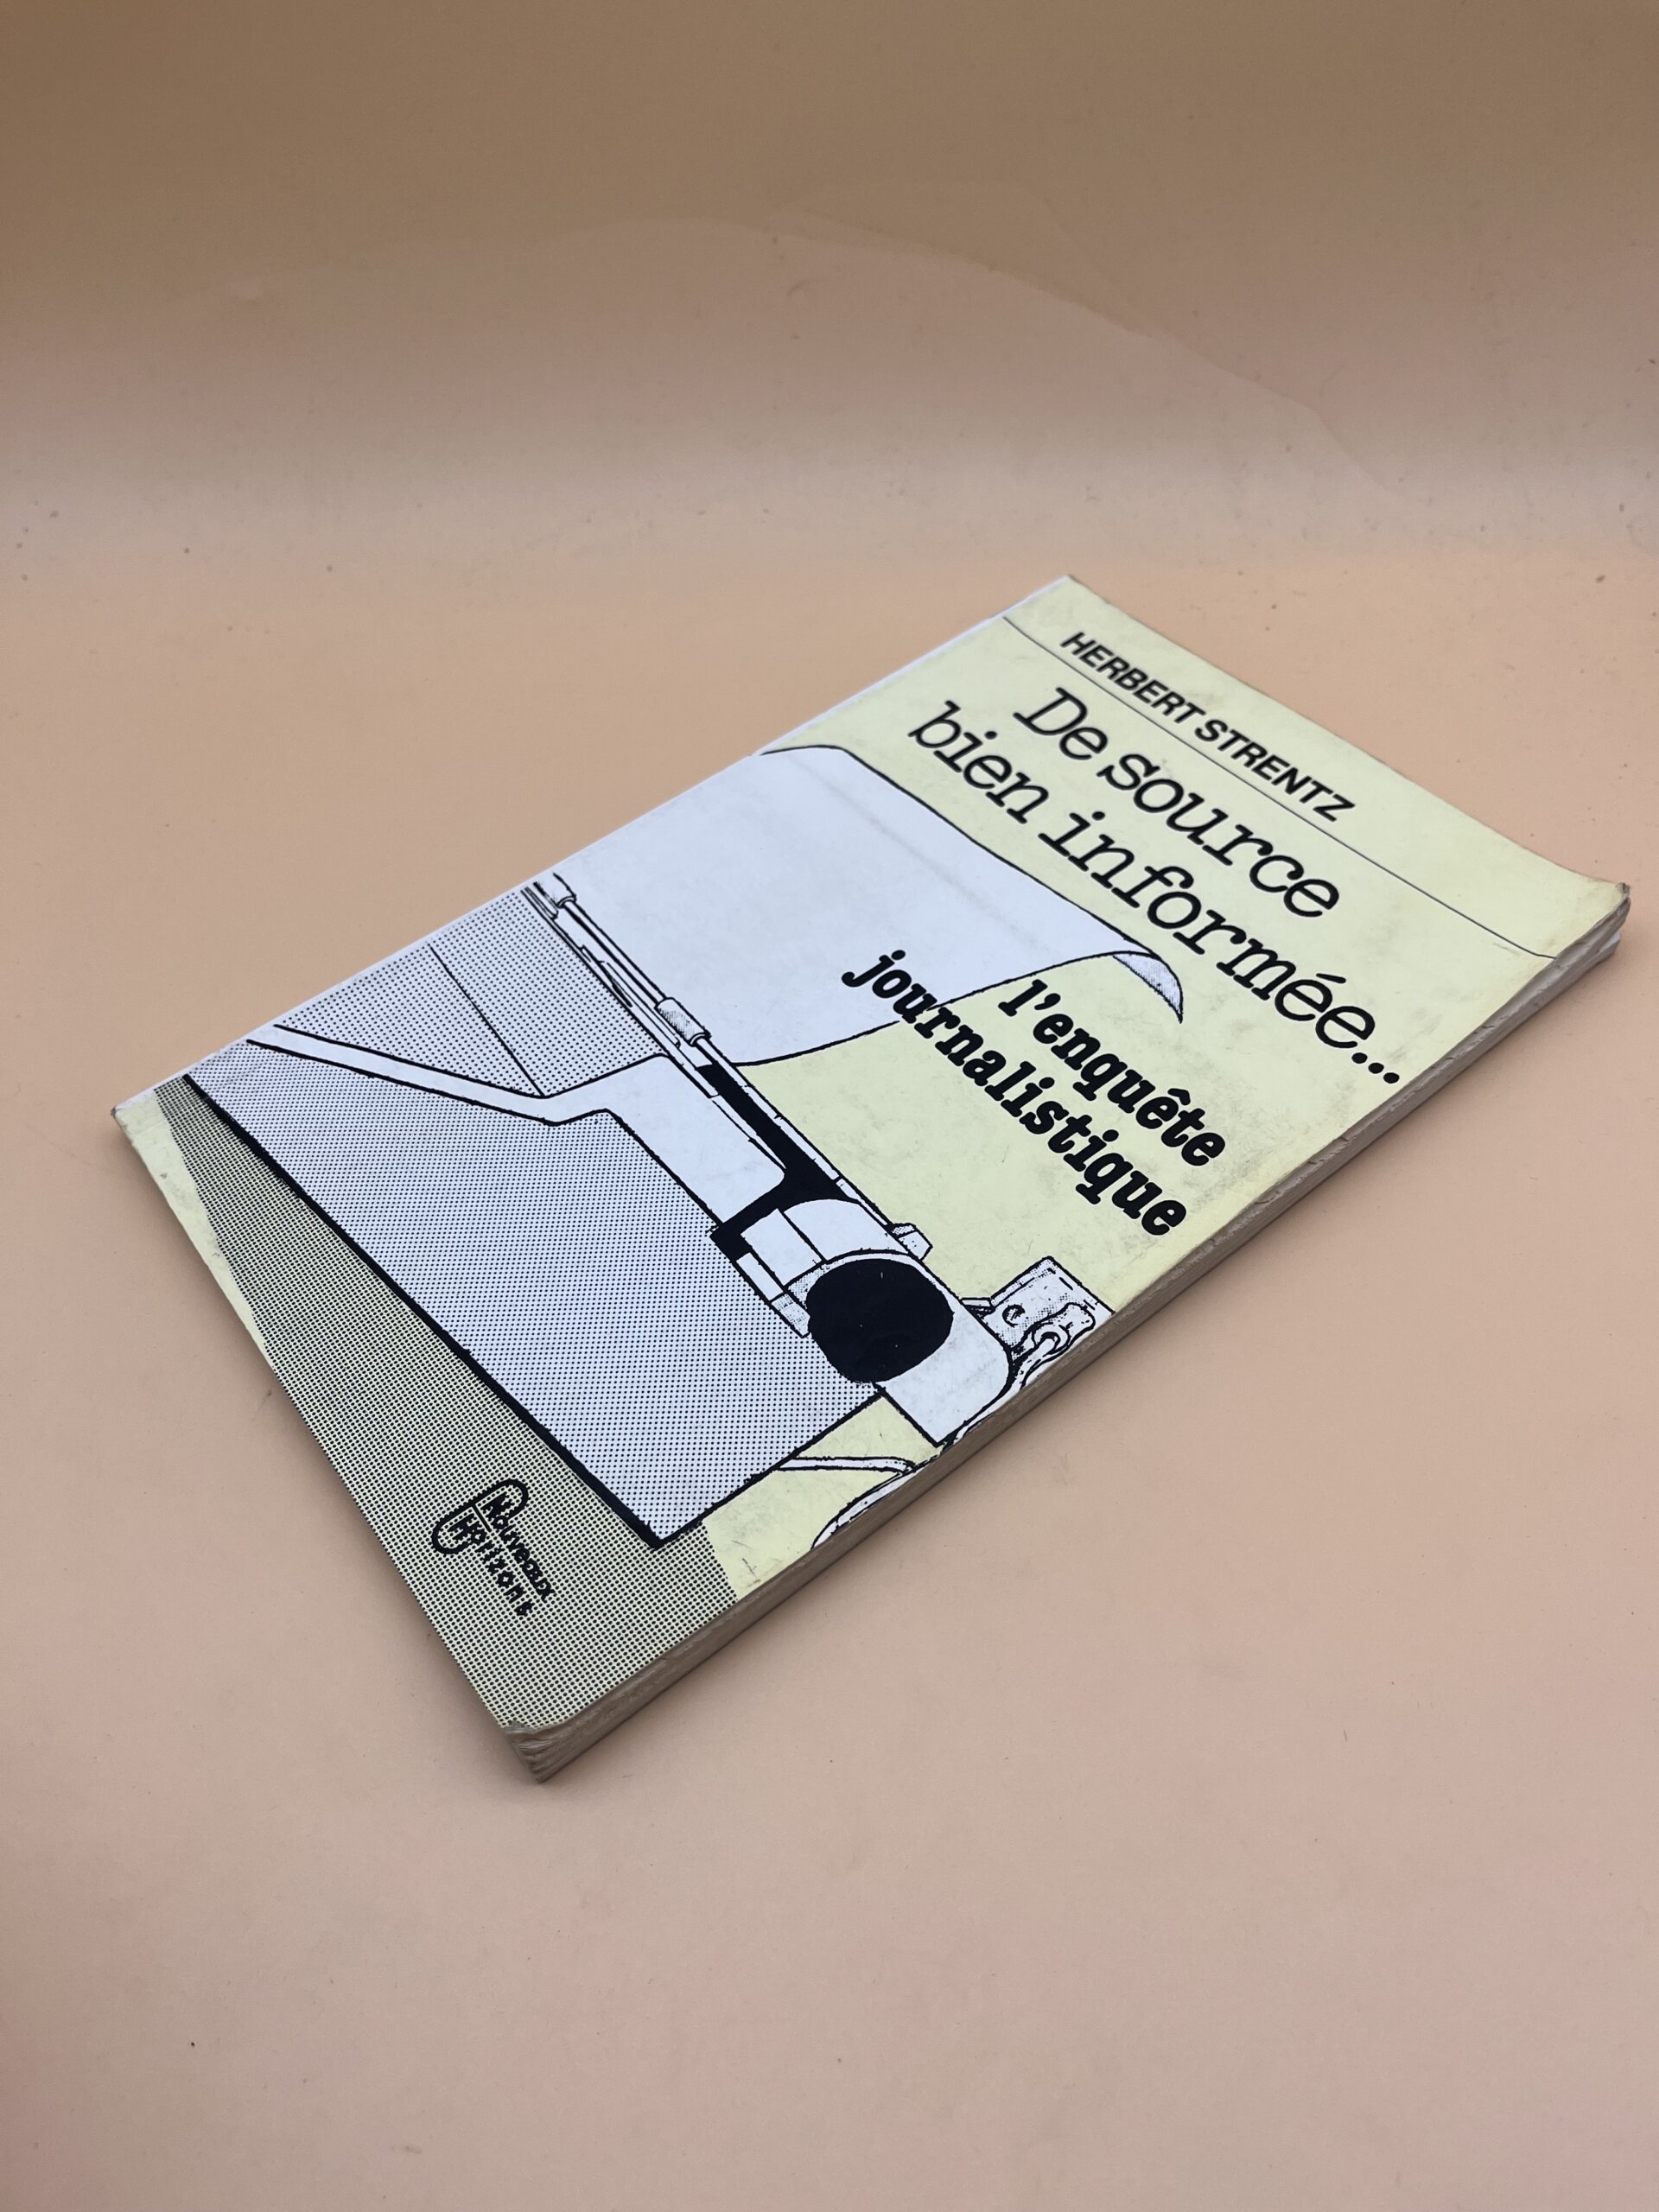 HERBERT STRENTZ
De source
bien informée...
l'enquête
journalistique
Nouveaux
Horizons